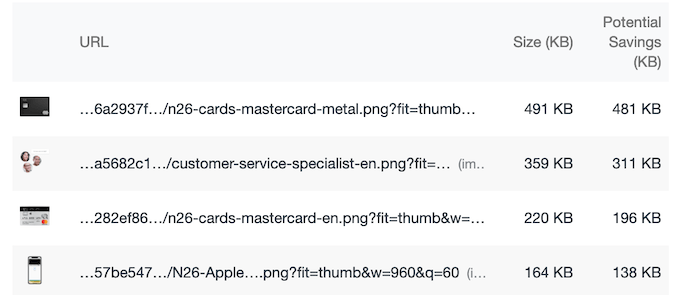 URL Size (KB) Potential Savings (KB)
…6a2937f…/n26-cards-mastercard-metal.png?fit=thumb… 491 KB 481 KB
…a5682c1…/customer-service-specialist-en.png?fit=… (im.. 359 KB 311 KB
…282ef86…/n26-cards-mastercard-en.png?fit=thumb&w=… 220 KB 196 KB
…57be547…/N26-Apple….png?fit=thumb&w=960&q=60 (i… 164 KB 138 KB